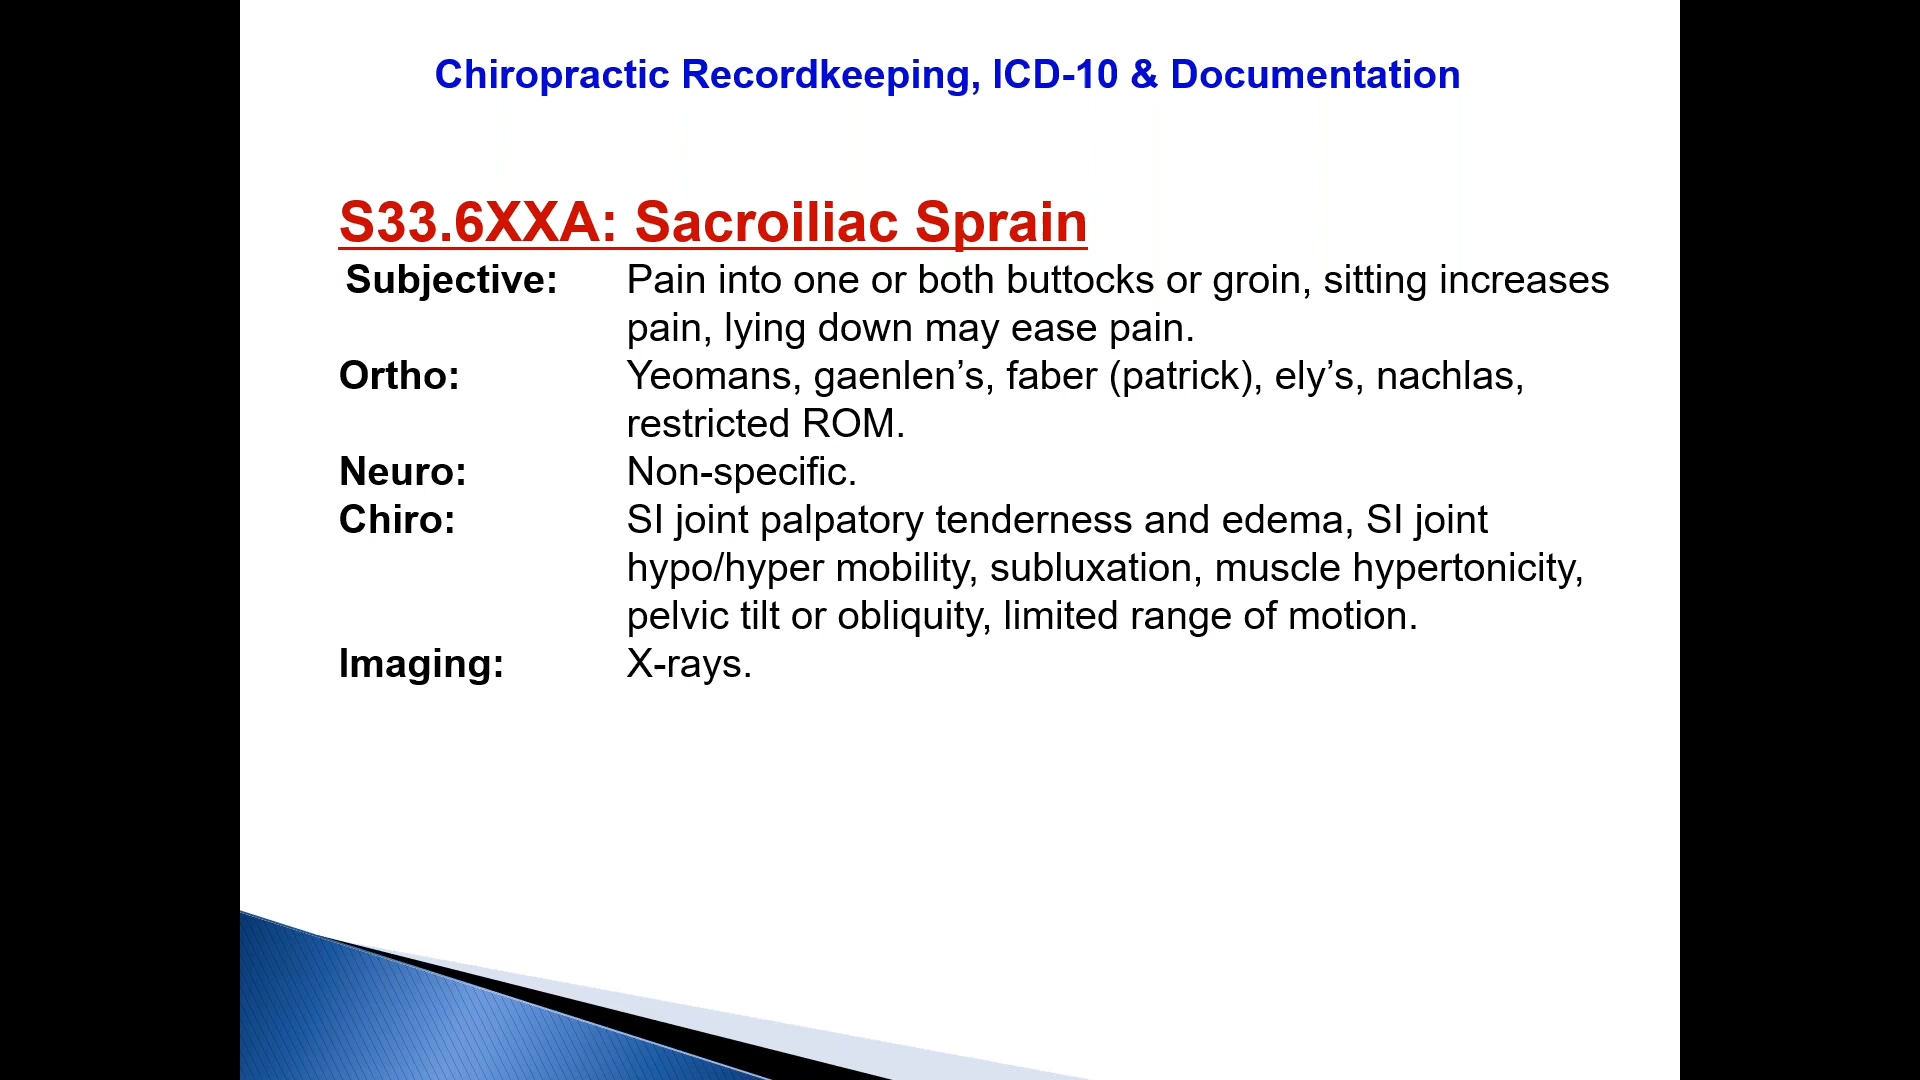 Chiropractic Recordkeeping, ICD-10 & Documentation
S33.6XXA: Sacroiliac Sprain
Subjective: Pain into one or both buttocks or groin, sitting increases
pain, lying down may ease pain.
Ortho: Yeomans, gaenlen’s, faber (patrick), ely’s, nachlas,
restricted ROM.
Neuro: Non-specific.
Chiro: SI joint palpatory tenderness and edema, SI joint
hypo/hyper mobility, subluxation, muscle hypertonicity,
pelvic tilt or obliquity, limited range of motion.
Imaging: X-rays.